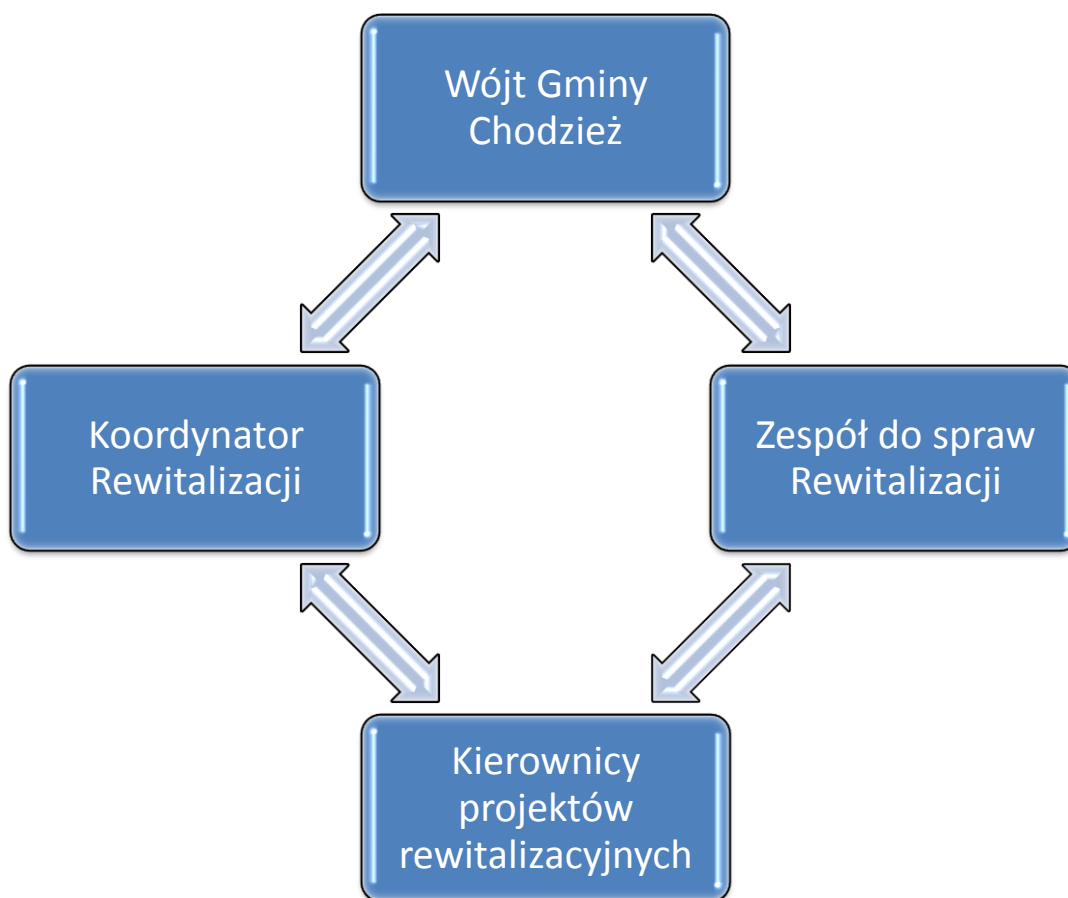 Wójt Gminy
Chodzież
Koordynator
Rewitalizacji
Zespół do spraw
Rewitalizacji
Kierownicy
projektów
rewitalizacyjnych